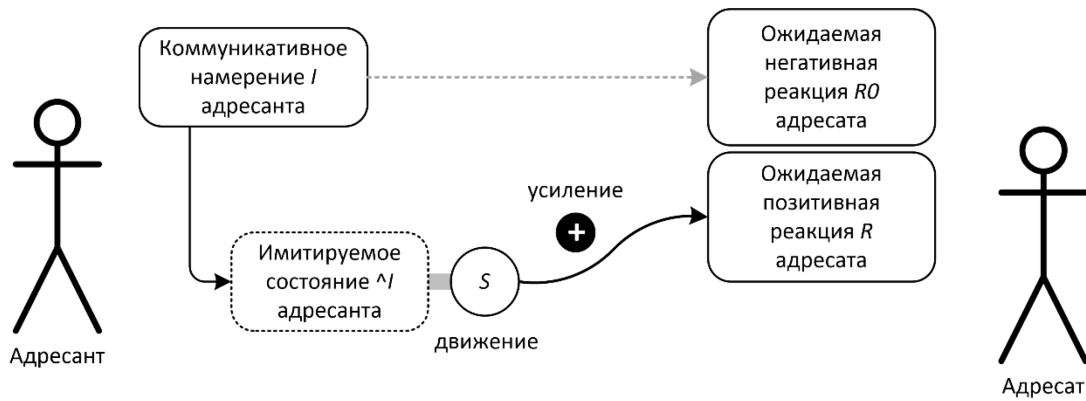 Коммуникативное
намерение I
адресанта
Ожидаемая
негативная
реакция R0
адресата
Ожидаемая
позитивная
реакция R
адресата
усиление
+
Имитируемое
состояние ^I
адресанта
S
движение
Адресант
Адресат